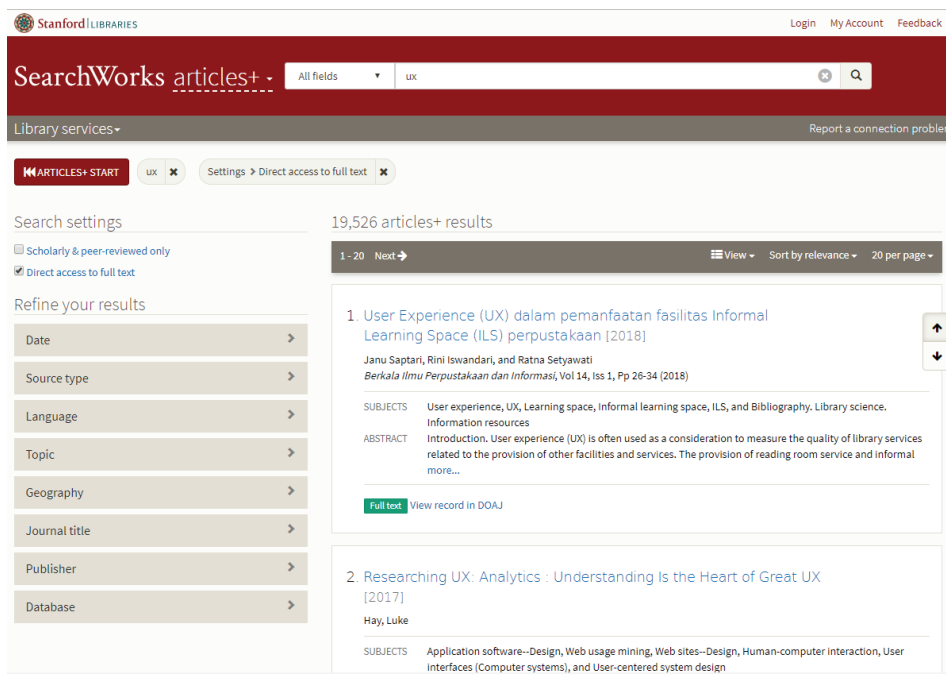 Stanford LIBRARIES
Login My Account Feedback
SearchWorks articles+
All fields
ux
Library services
Report a connection problem
ARTICLES+ START
ux
Settings > Direct access to full text
Search settings
Scholarly & peer-reviewed only
Direct access to full text
Refine your results
Date
Source type
Language
Topic
Geography
Journal title
Publisher
Database
19,526 articles+ results
1 - 20 Next
View Sort by relevance 20 per page
1. User Experience (UX) dalam pemanfaatan fasilitas Informal
Learning Space (ILS) perpustakaan [2018]
Janu Saptari, Rini Iswandari, and Ratna Setyawati
Berkala Ilmu Perpustakaan dan Informasi, Vol 14, Iss 1, Pp 26-34 (2018)
SUBJECTS User experience, UX, Learning space, Informal learning space, ILS, and Bibliography. Library science.
Information resources
ABSTRACT Introduction. User experience (UX) is often used as a consideration to measure the quality of library services
related to the provision of other facilities and services. The provision of reading room service and informal
more...
Full text View record in DOAJ
2. Researching UX: Analytics : Understanding Is the Heart of Great UX
[2017]
Hay, Luke
SUBJECTS Application software--Design, Web usage mining, Web sites--Design, Human-computer interaction, User
interfaces (Computer systems), and User-centered system design